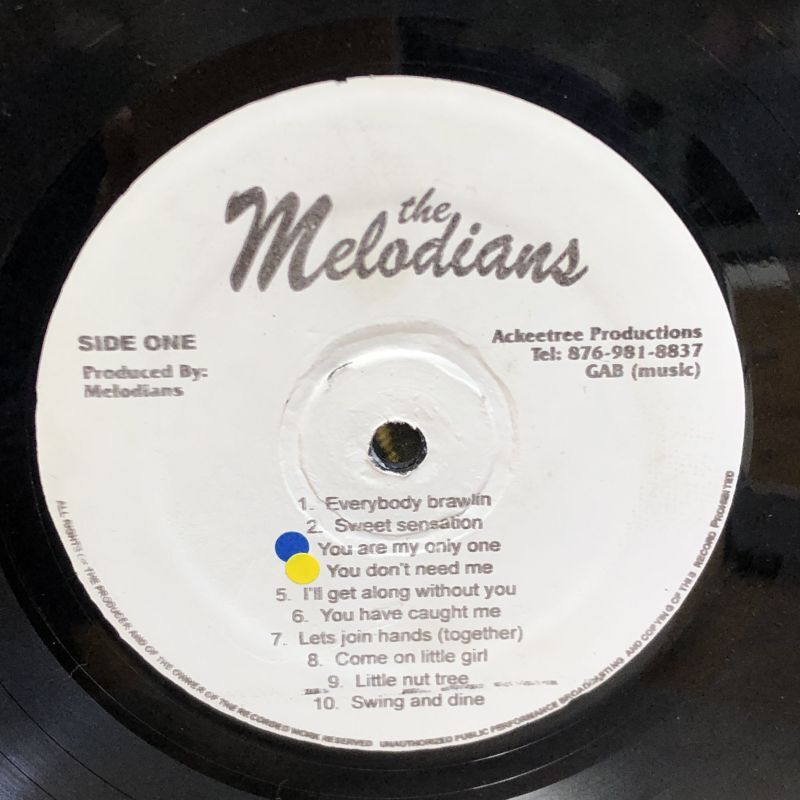 the
Melodians
SIDE ONE
Produced By:
Melodians
Ackeetree Productions
Tel: 876-981-8837
GAB (music)
1. Everybody brawlin
2. Sweet sensation
You are my only one
You don't need me
5. I'll get along without you
6. You have caught me
7. Lets join hands (together)
8. Come on little girl
9. Little nut tree
10. Swing and dine
ALL RIGHTS OF THE PRODUCER AND OF THE OWNER OF THE RECORDED WORK RESERVED UNAUTHORIZED PUBLIC PERFORMANCE BROADCASTING AND COPYING OF THIS RECORD PROHIBITED